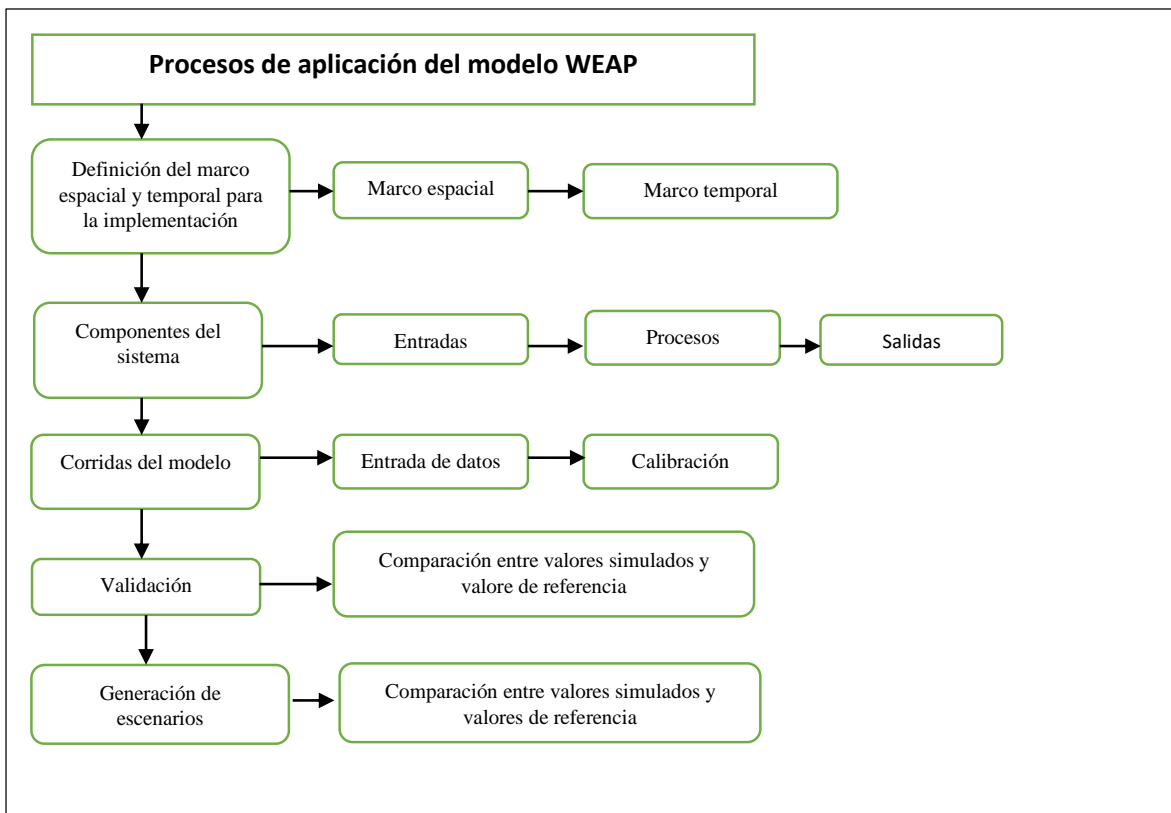 Procesos de aplicación del modelo WEAP
Definición del marco
espacial y temporal para
la implementación
Marco espacial
Marco temporal
Componentes del
sistema
Entradas
Procesos
Salidas
Corridas del modelo
Entrada de datos
Calibración
Validación
Comparación entre valores simulados y
valore de referencia
Generación de
escenarios
Comparación entre valores simulados y
valores de referencia